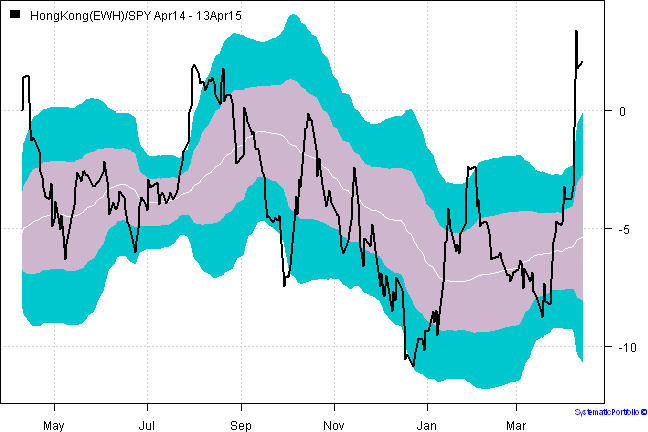 HongKong(EWH)/SPY Apr14 - 13Apr15
0
-5
-10
May Jul Sep Nov Jan Mar
SystematicPortfolio ©